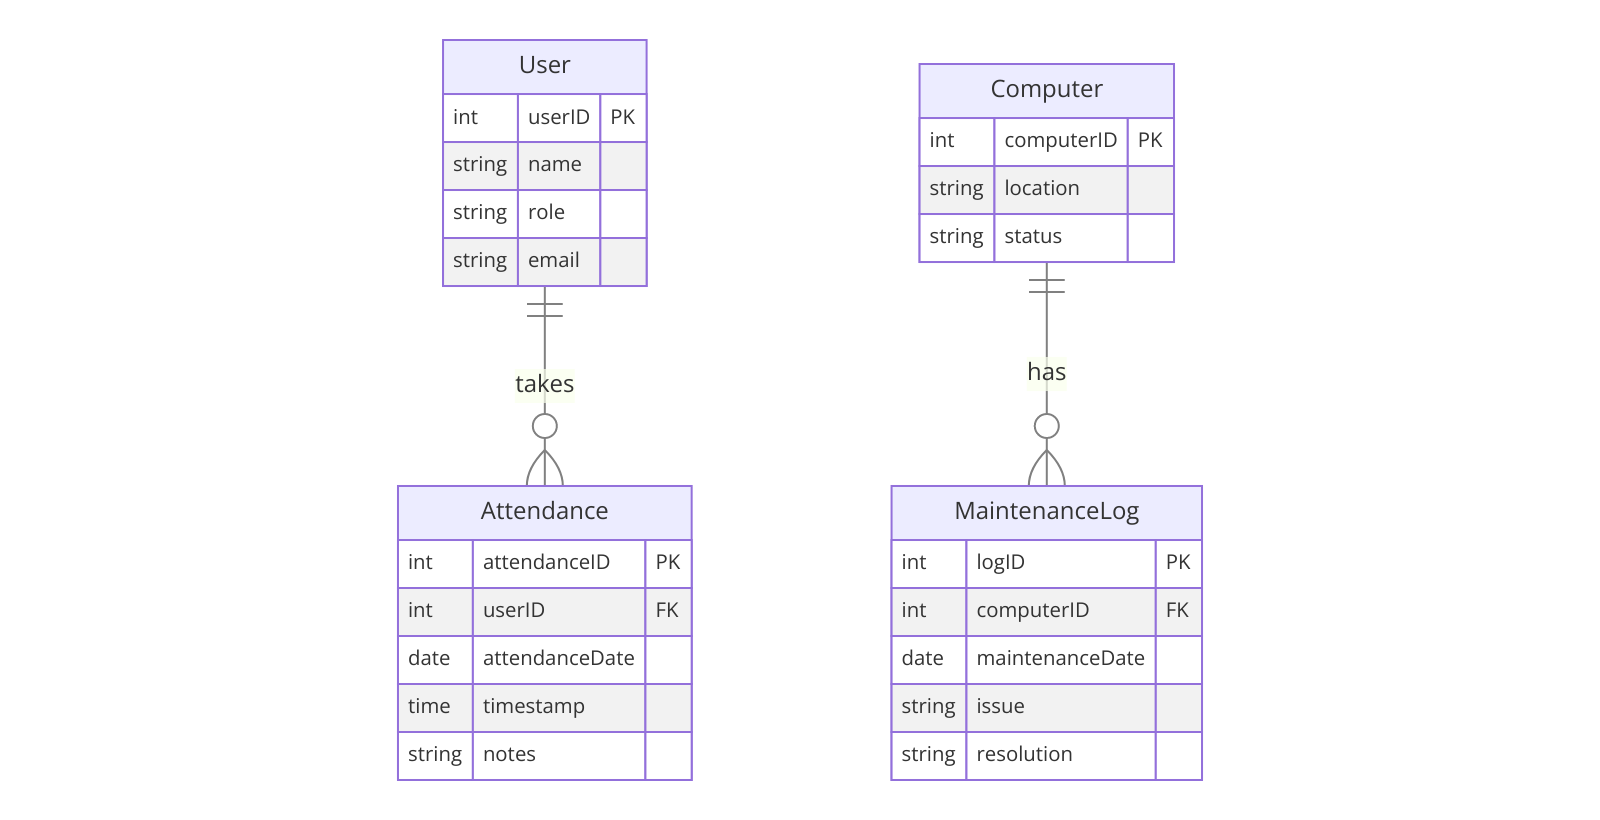 User
int userID PK
string name
string role
string email
takes
Attendance
int attendanceID PK
int userID FK
date attendanceDate
time timestamp
string notes
Computer
int computerID PK
string location
string status
has
MaintenanceLog
int logID PK
int computerID FK
date maintenanceDate
string issue
string resolution